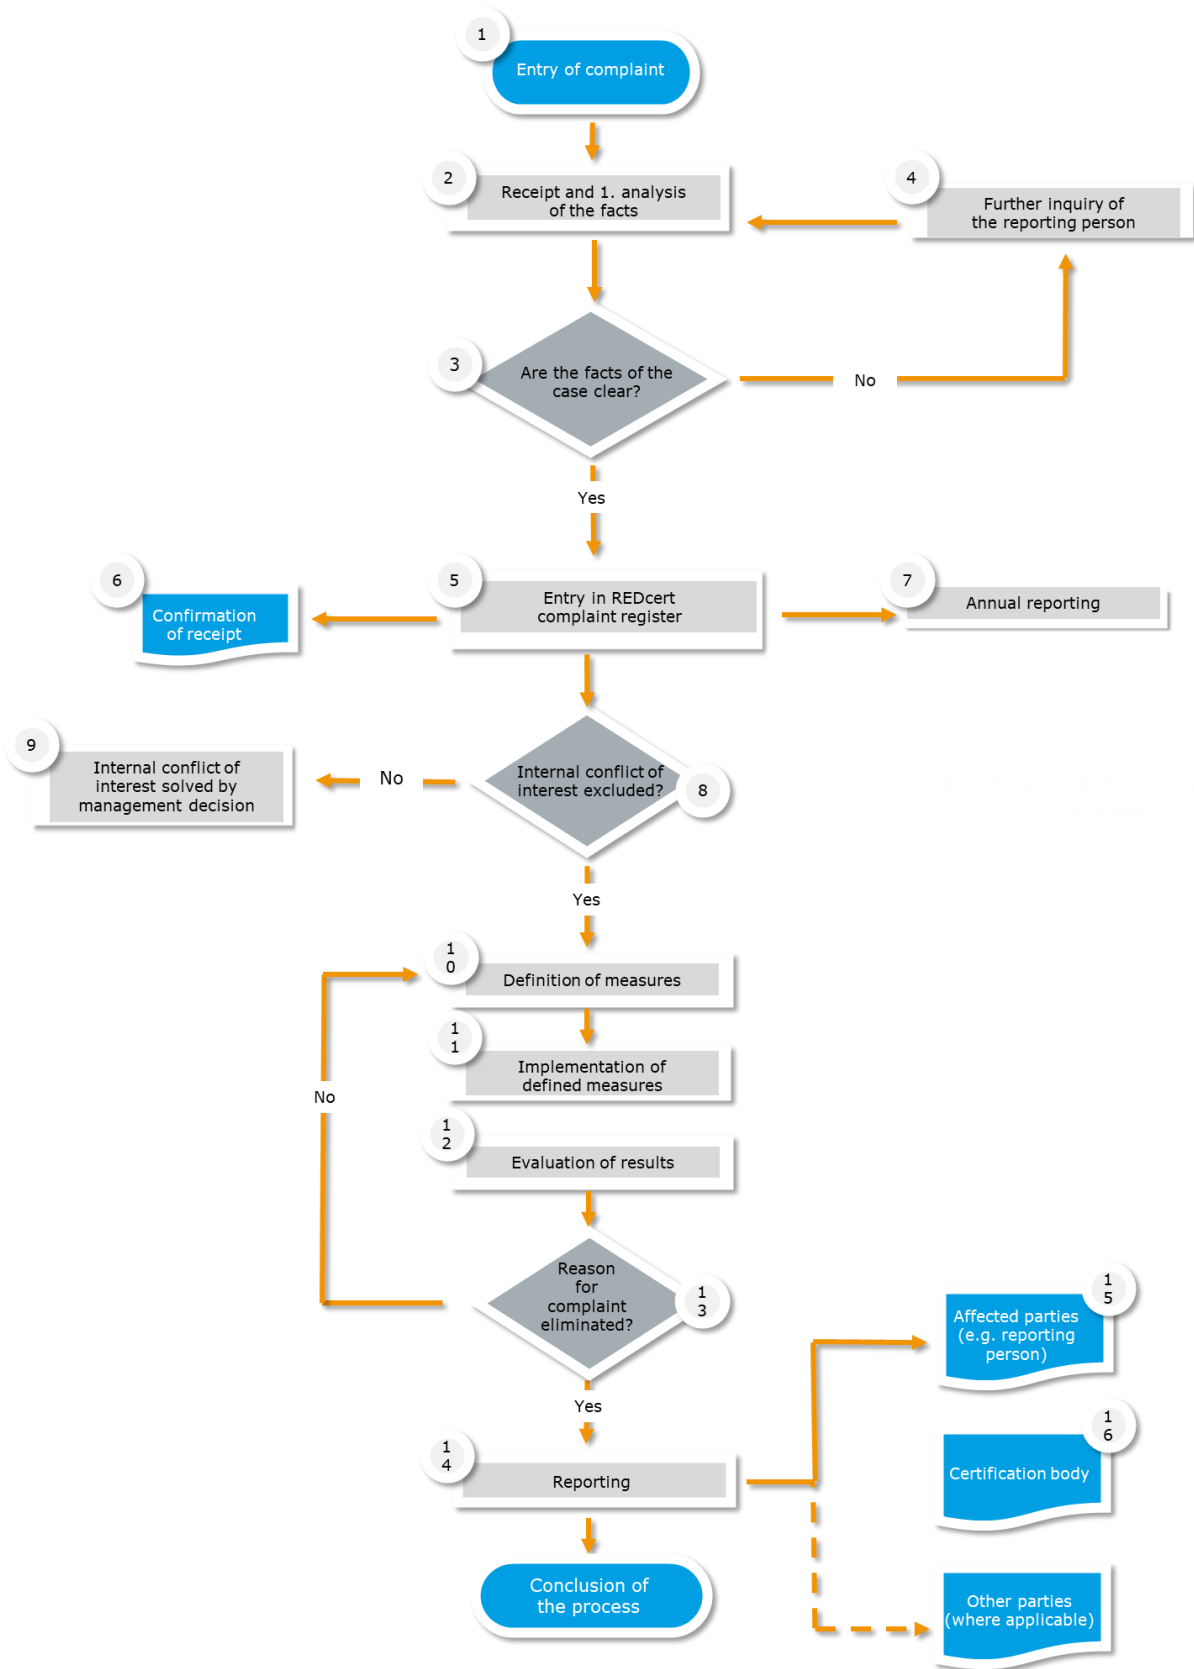 1
Entry of complaint
2
Receipt and 1. analysis
of the facts
4
Further inquiry of
the reporting person
3
Are the facts of the
case clear?
No
Yes
6
Confirmation
of receipt
5
Entry in REDcert
complaint register
7
Annual reporting
9
Internal conflict of
interest solved by
management decision
No
Internal conflict of
interest excluded?
8
Yes
1
0
Definition of measures
1
1
Implementation of
defined measures
No
1
2
Evaluation of results
Reason
for
complaint
eliminated?
1
3
Yes
1
4
Reporting
1
5
Affected parties
(e.g. reporting
person)
1
6
Certification body
Conclusion of
the process
Other parties
(where applicable)